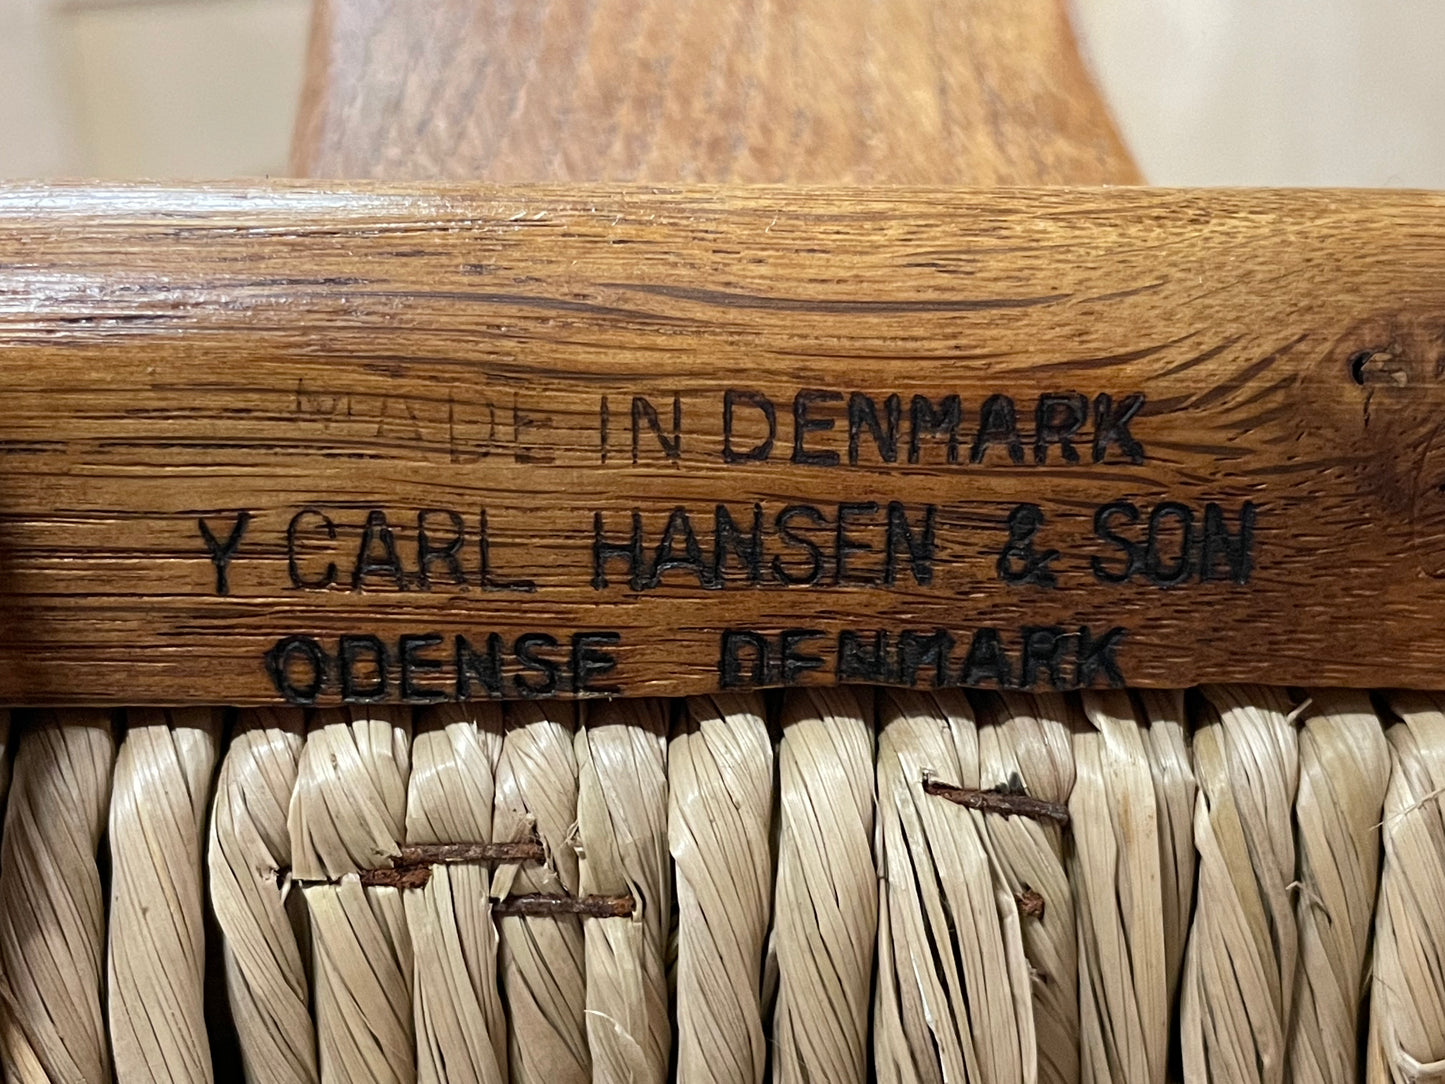 MADE IN DENMARK
Y CARL HANSEN & SON
ODENSE DENMARK